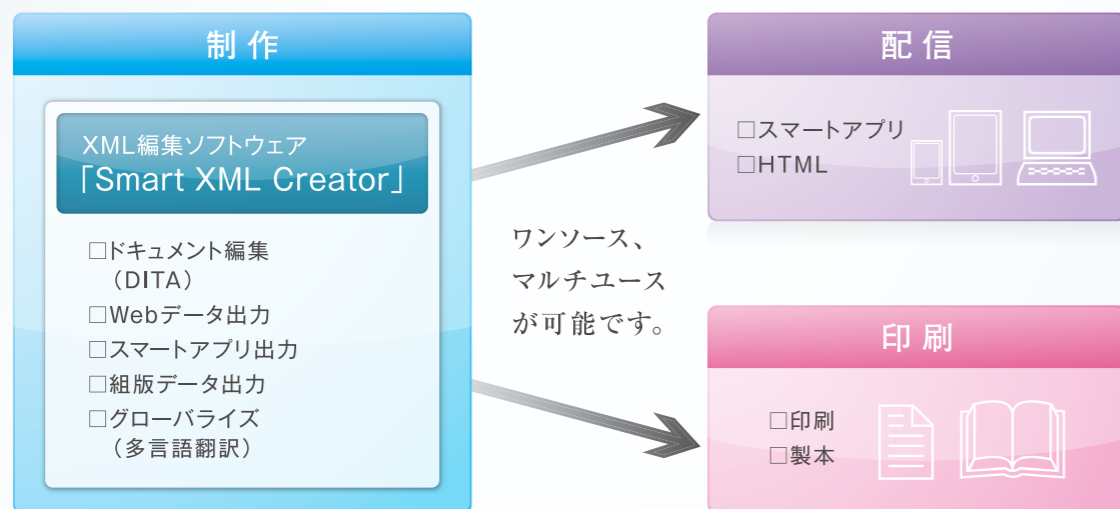 制作
XML編集ソフトウェア
「Smart XML Creator」
□ドキュメント編集
（DITA）
□Webデータ出力
□スマートアプリ出力
□組版データ出力
□グローバライズ
（多言語翻訳）
ワンソース、
マルチユース
が可能です。
配信
□スマートアプリ
□HTML
印刷
□印刷
□製本